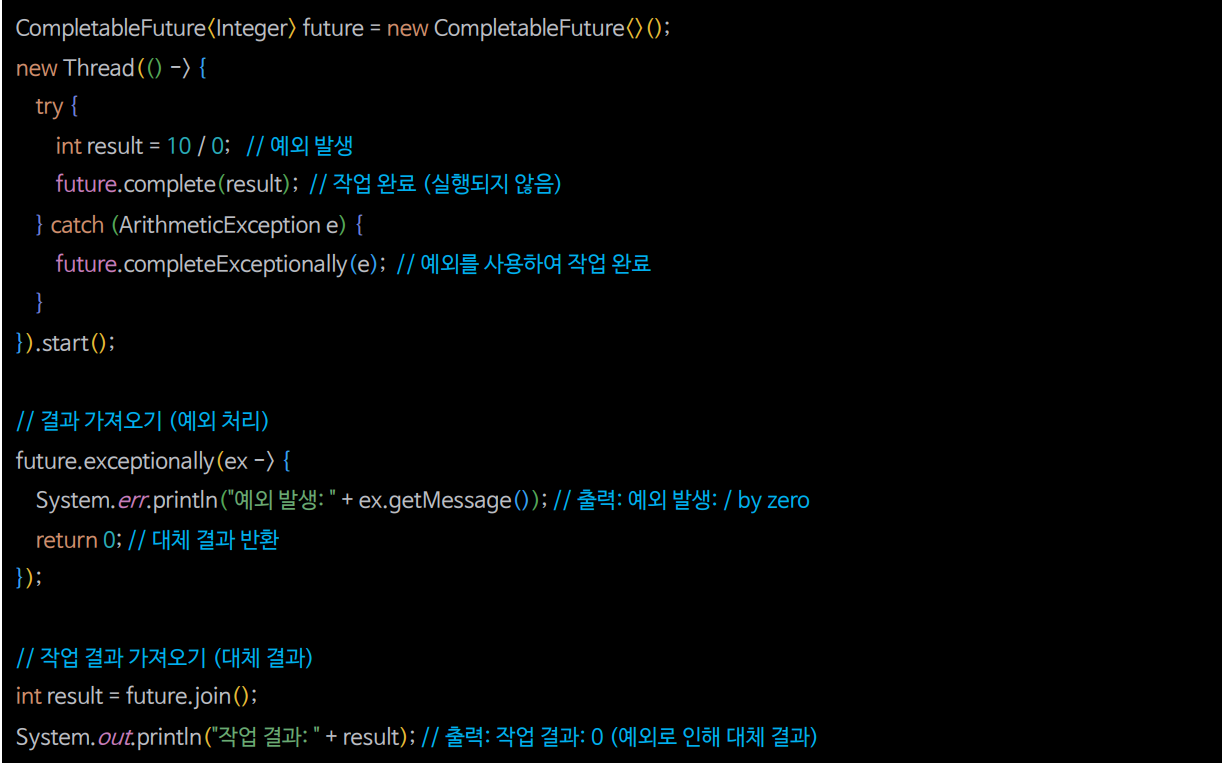 CompletableFuture<Integer> future = new CompletableFuture<>();
new Thread(() -> {
try {
int result = 10 / 0; // 예외 발생
future.complete(result); // 작업 완료 (실행되지 않음)
} catch (ArithmeticException e) {
future.completeExceptionally(e); // 예외를 사용하여 작업 완료
}
}).start();
// 결과 가져오기 (예외 처리)
future.exceptionally(ex -> {
System.err.println("예외 발생: " + ex.getMessage()); // 출력: 예외 발생: / by zero
return 0; // 대체 결과 반환
});
// 작업 결과 가져오기 (대체 결과)
int result = future.join();
System.out.println("작업 결과: " + result); // 출력: 작업 결과: 0 (예외로 인해 대체 결과)